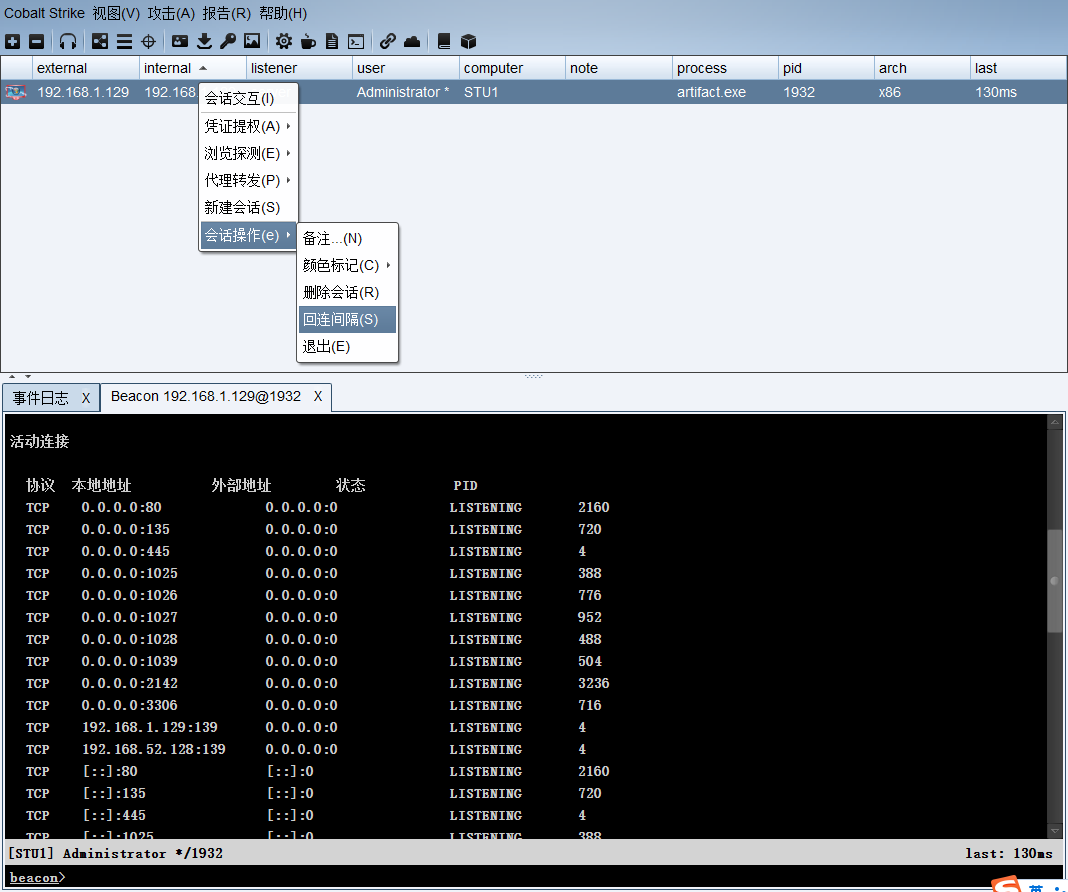 Cobalt Strike 视图(V) 攻击(A) 报告(R) 帮助(H)
external internal listener user computer note process pid arch last
192.168.1.129 192.168 Administrator * STU1 artifact.exe 1932 x86 130ms
会话交互(I)
凭证提权(A)
浏览探测(E)
代理转发(P)
新建会话(S)
会话操作(e)
备注...(N)
颜色标记(C)
删除会话(R)
回连间隔(S)
退出(E)
事件日志 X Beacon 192.168.1.129@1932 X
活动连接
协议 本地地址 外部地址 状态 PID
TCP 0.0.0.0:80 0.0.0.0:0 LISTENING 2160
TCP 0.0.0.0:135 0.0.0.0:0 LISTENING 720
TCP 0.0.0.0:445 0.0.0.0:0 LISTENING 4
TCP 0.0.0.0:1025 0.0.0.0:0 LISTENING 388
TCP 0.0.0.0:1026 0.0.0.0:0 LISTENING 776
TCP 0.0.0.0:1027 0.0.0.0:0 LISTENING 952
TCP 0.0.0.0:1028 0.0.0.0:0 LISTENING 488
TCP 0.0.0.0:1039 0.0.0.0:0 LISTENING 504
TCP 0.0.0.0:2142 0.0.0.0:0 LISTENING 3236
TCP 0.0.0.0:3306 0.0.0.0:0 LISTENING 716
TCP 192.168.1.129:139 0.0.0.0:0 LISTENING 4
TCP 192.168.52.128:139 0.0.0.0:0 LISTENING 4
TCP [::]:80 [::]:0 LISTENING 2160
TCP [::]:135 [::]:0 LISTENING 720
TCP [::]:445 [::]:0 LISTENING 4
TCP [::]:1025 [::]:0 LISTENING 388
[STU1] Administrator */1932 last: 130ms
beacon>
S 英